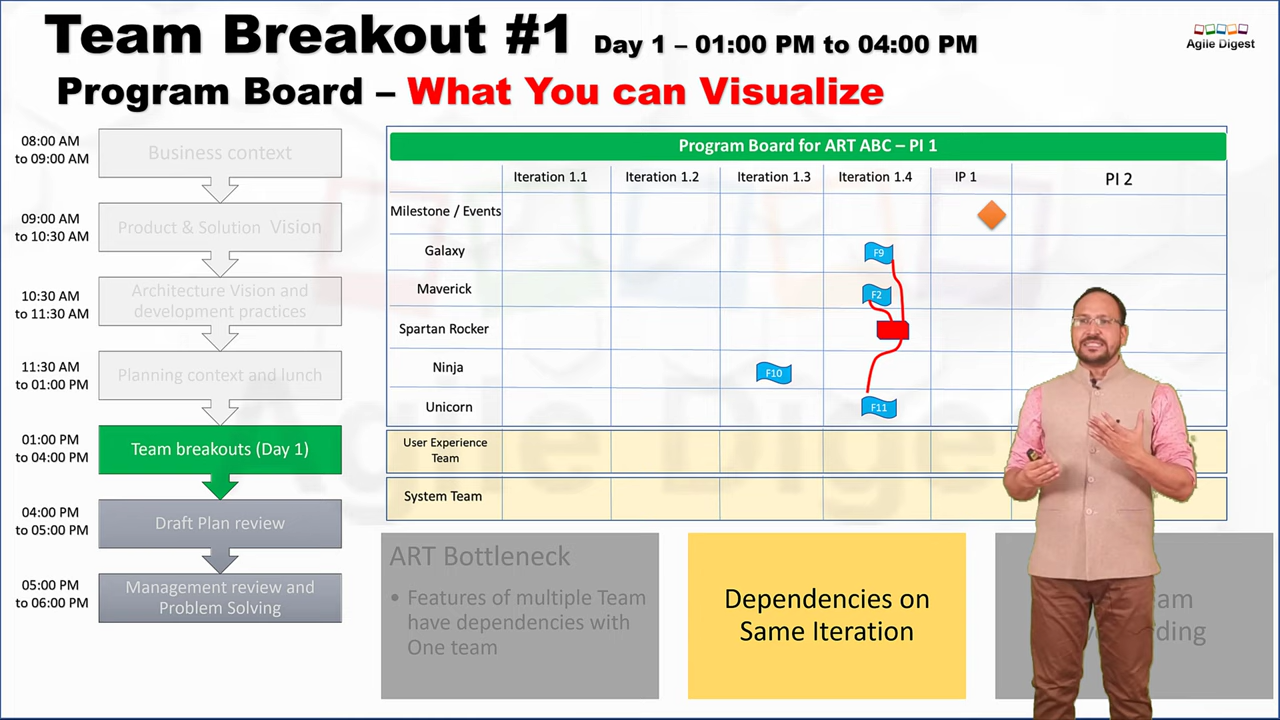 Team Breakout #1 Day 1 – 01:00 PM to 04:00 PM
Agile Digest
Program Board – What You can Visualize
08:00 AM
to 09:00 AM
Business context
09:00 AM
to 10:30 AM
Product & Solution Vision
10:30 AM
to 11:30 AM
Architecture Vision and
development practices
11:30 AM
to 01:00 PM
Planning context and lunch
01:00 PM
to 04:00 PM
Team breakouts (Day 1)
04:00 PM
to 05:00 PM
Draft Plan review
05:00 PM
to 06:00 PM
Management review and
Problem Solving
Program Board for ART ABC – PI 1
Iteration 1.1 Iteration 1.2 Iteration 1.3 Iteration 1.4 IP 1 PI 2
Milestone / Events
Galaxy F9
Maverick F2
Spartan Rocker
Ninja F10
Unicorn F11
User Experience
Team
System Team
ART Bottleneck
• Features of multiple Team
have dependencies with
One team
Dependencies on
Same Iteration